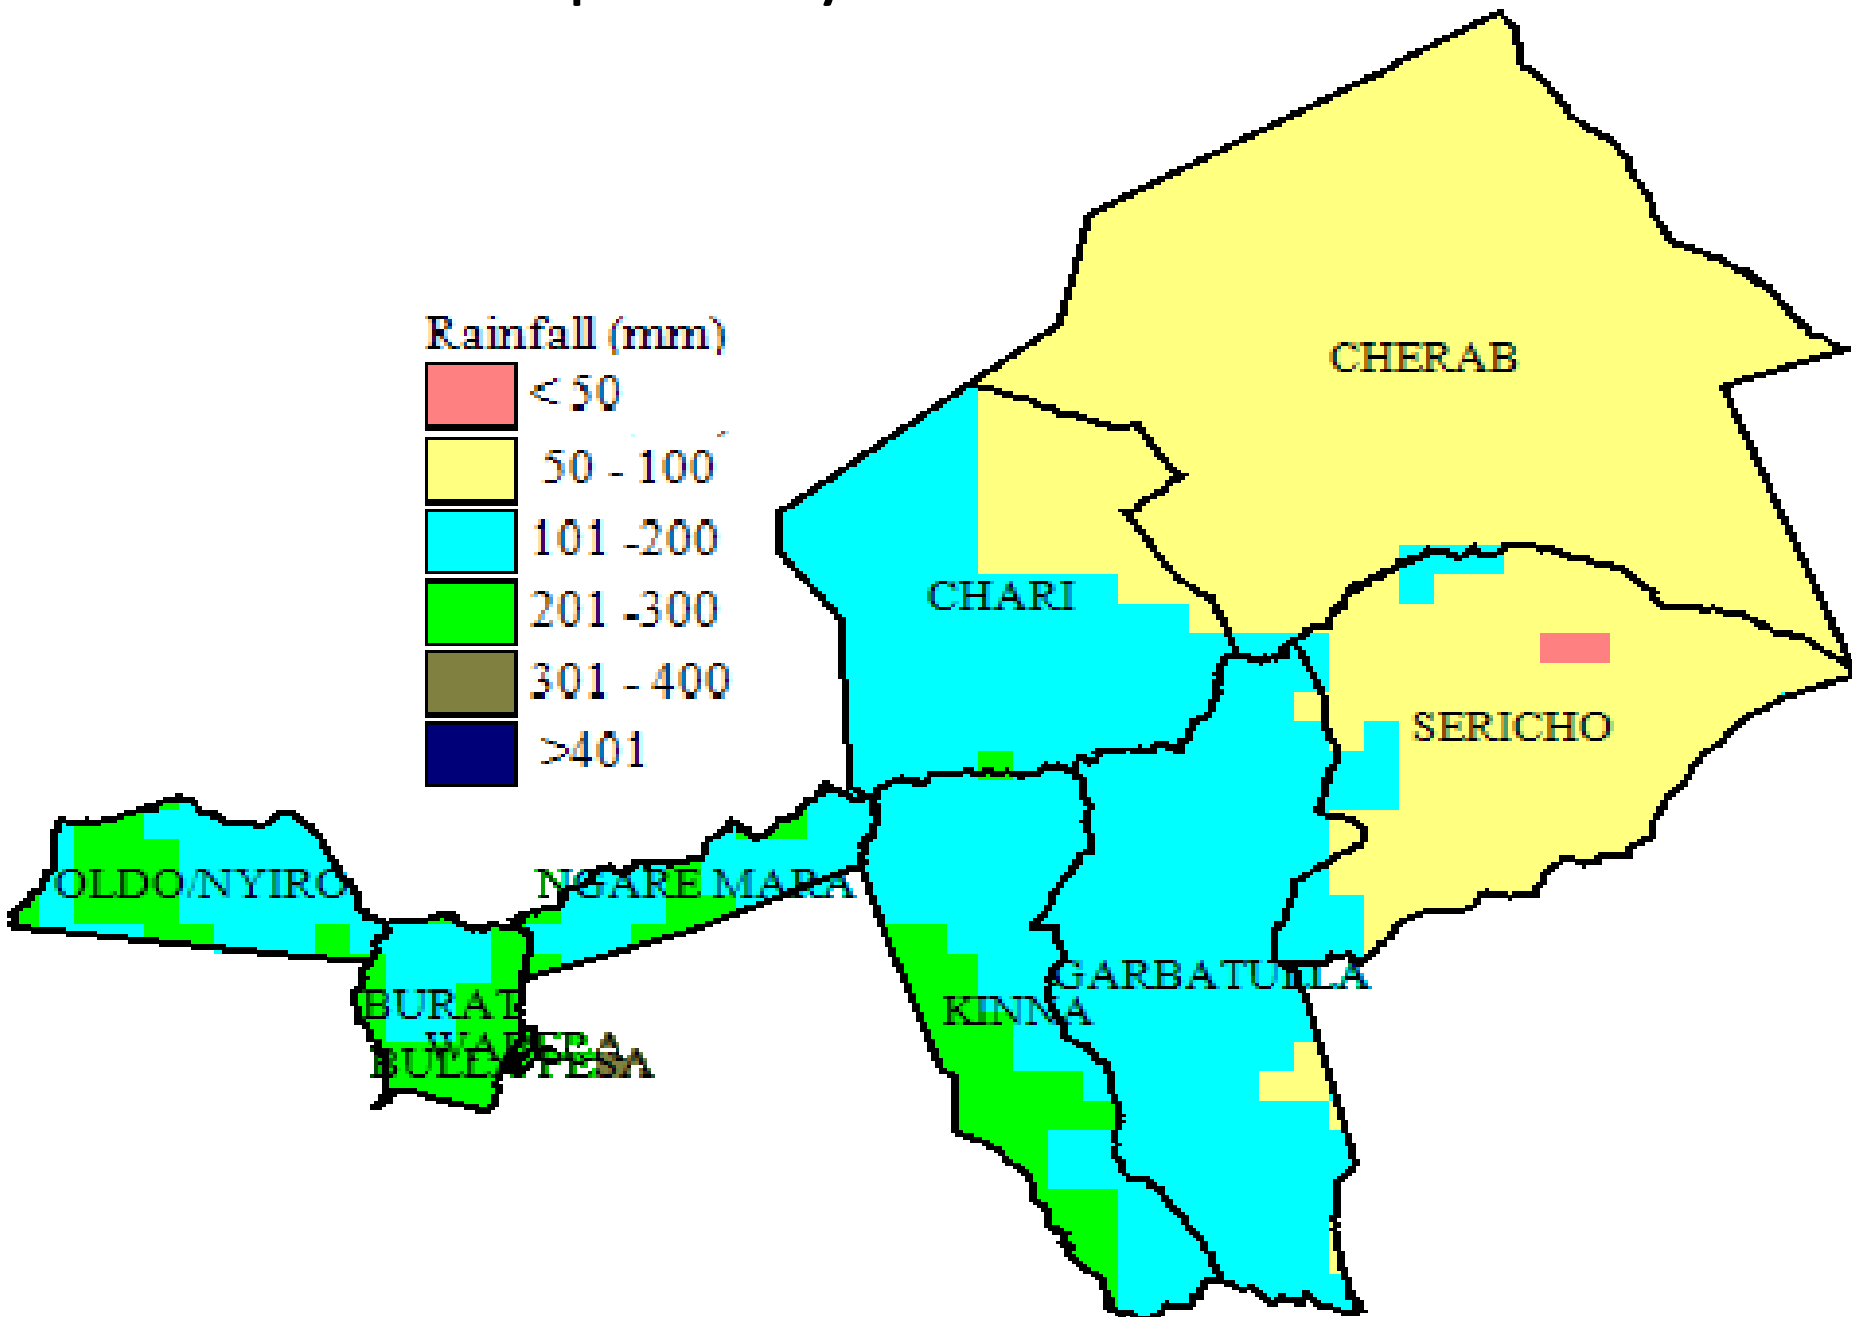 Rainfall (mm)
< 50
50 - 100
101 -200
201 -300
301 - 400
>401
CHERAB
CHARI
SERICHO
OLDO/NYIRO
NGARE MARA
GARBATULLA
KINNA
BURAT